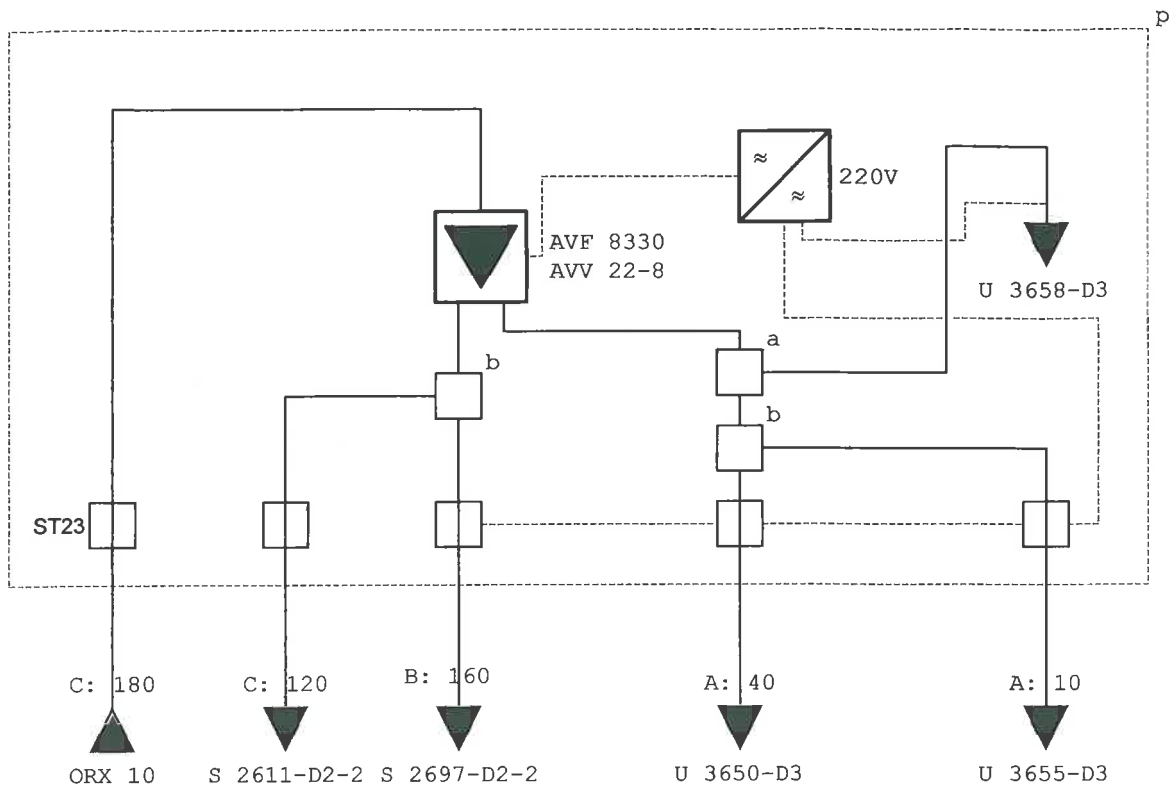 p
≈
≈
220V
AVF 8330
AVV 22-8
U 3658-D3
a
b
b
ST23
C: 180
C: 120
B: 160
A: 40
A: 10
ORX 10
S 2611-D2-2
S 2697-D2-2
U 3650-D3
U 3655-D3